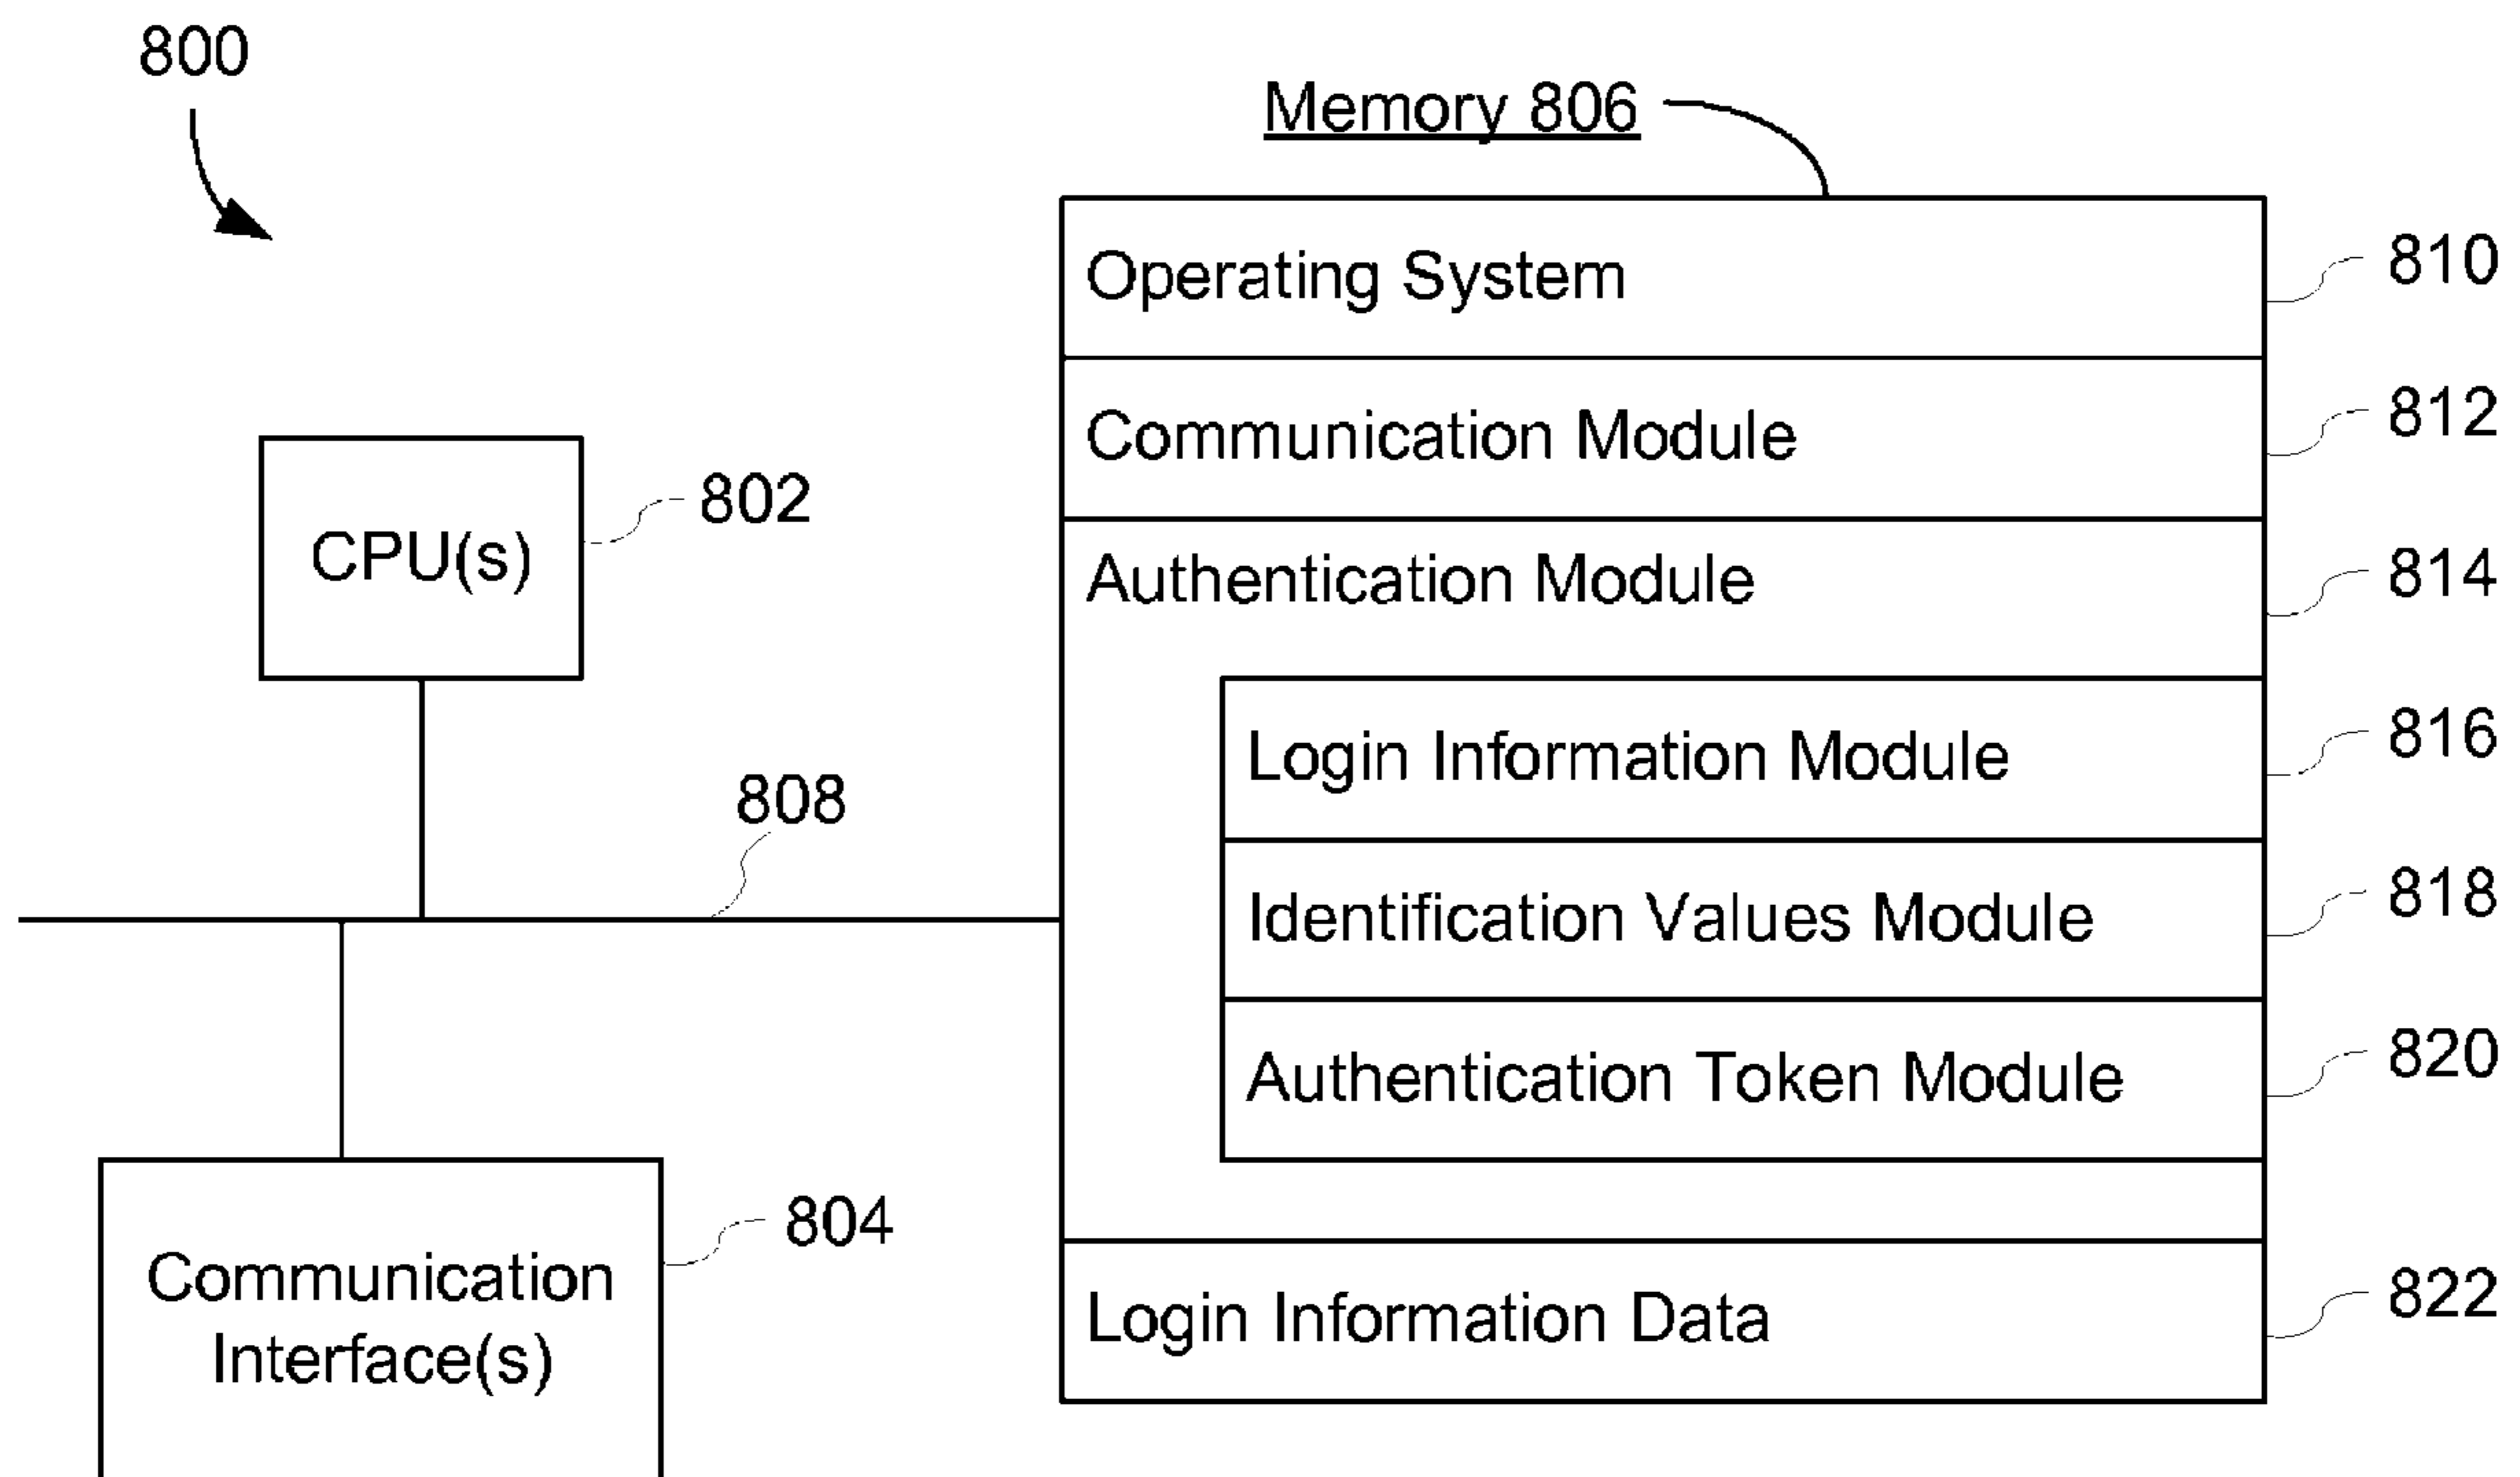 800
Memory 806
Operating System
810
Communication Module
812
CPU(s)
802
Authentication Module
814
Login Information Module
816
808
Identification Values Module
818
Authentication Token Module
820
804
Communication
Interface(s)
Login Information Data
822